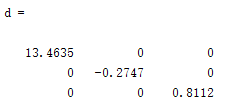 d =
13.4635 0 0
0 -0.2747 0
0 0 0.8112